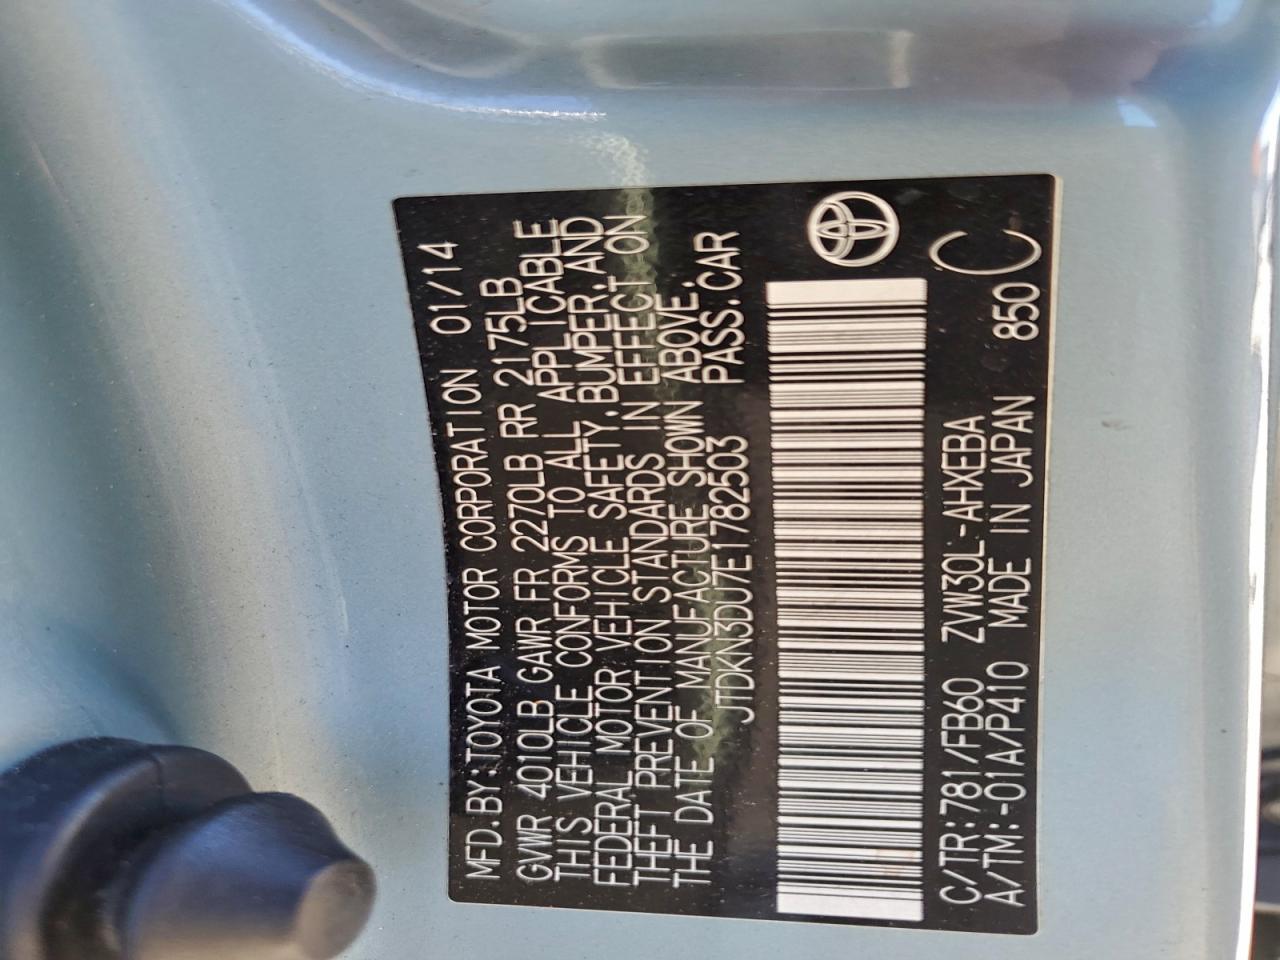 MFD.BY:TOYOTA MOTOR CORPORATION 01/14
GVWR 4010LB GAWR FR 2270LB RR 2175LB
THIS VEHICLE CONFORMS TO ALL APPLICABLE
FEDERAL MOTOR VEHICLE SAFETY,BUMPER,AND
THEFT PREVENTION STANDARDS IN EFFECT ON
THE DATE OF MANUFACTURE SHOWN ABOVE.
JTDKN3DU7E1782503 PASS.CAR
C/TR:781/FB60 ZVW30L-AHXEBA
A/TM:-01A/P410 MADE IN JAPAN 850 C